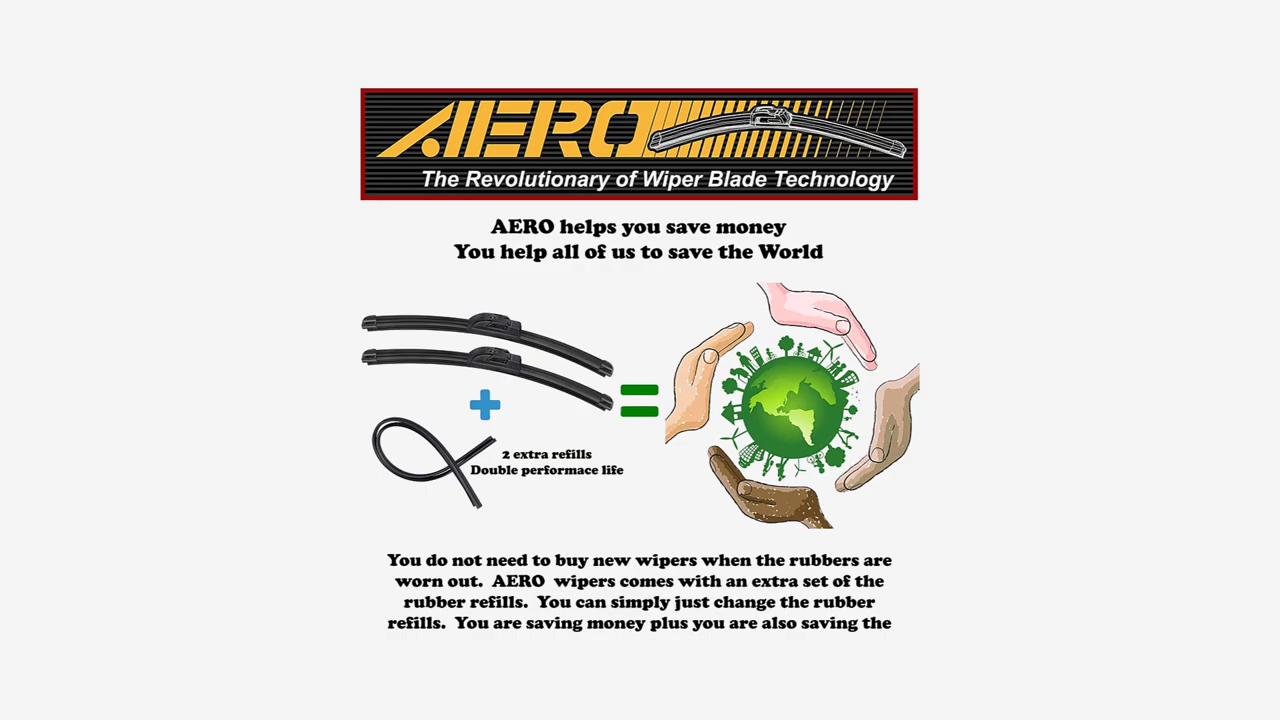 AERO
The Revolutionary of Wiper Blade Technology
AERO helps you save money
You help all of us to save the World
2 extra refills
Double performace life
You do not need to buy new wipers when the rubbers are
worn out.  AERO  wipers comes with an extra set of the
rubber refills.  You can simply just change the rubber
refills.  You are saving money plus you are also saving the